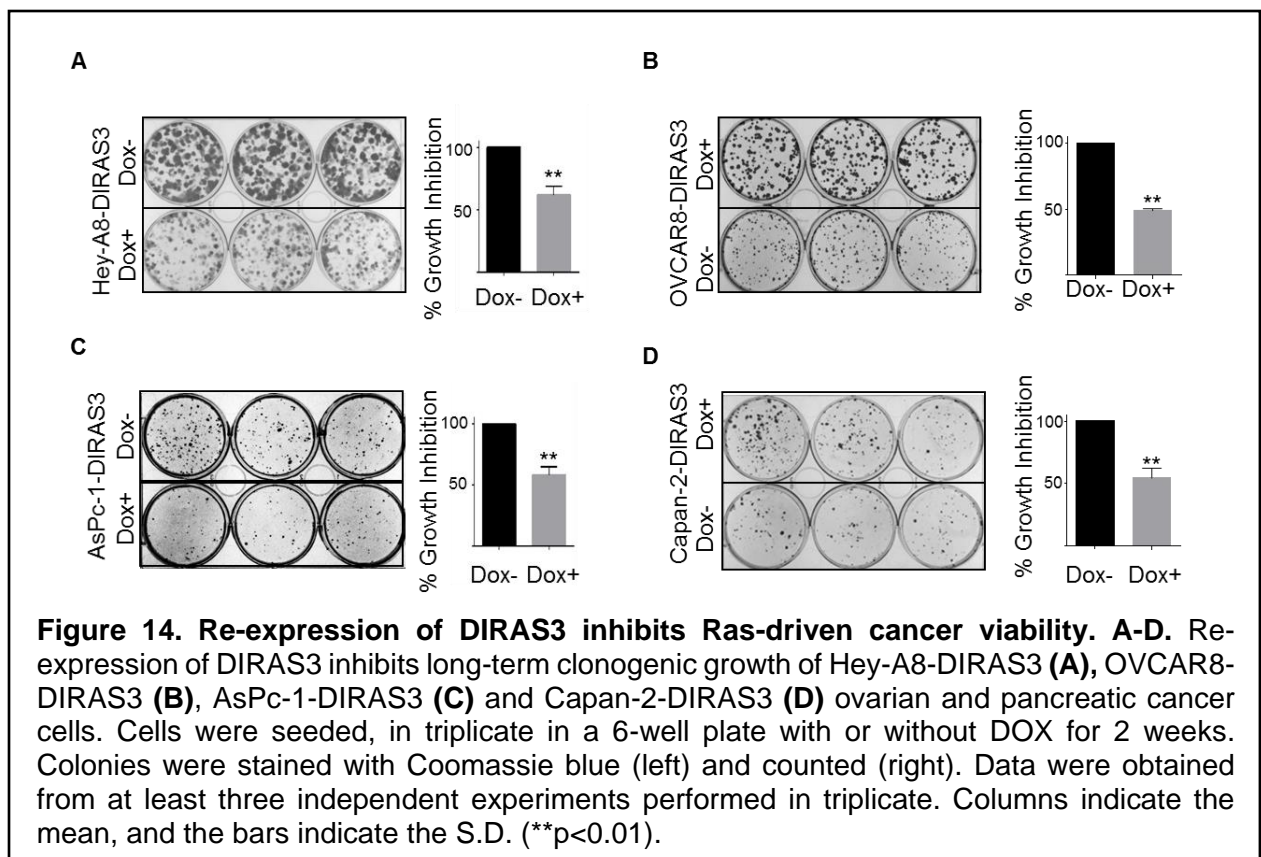 A
Hey-A8-DIRAS3
Dox-
Dox+
% Growth Inhibition
100
50
**
Dox- Dox+
B
OVCAR8-DIRAS3
Dox+
Dox-
% Growth Inhibition
100
50
**
Dox- Dox+
C
AsPc-1-DIRAS3
Dox-
Dox+
% Growth Inhibition
100
50
**
Dox- Dox+
D
Capan-2-DIRAS3
Dox+
Dox-
% Growth Inhibition
100
50
**
Dox- Dox+
Figure 14. Re-expression of DIRAS3 inhibits Ras-driven cancer viability. A-D. Re-
expression of DIRAS3 inhibits long-term clonogenic growth of Hey-A8-DIRAS3 (A), OVCAR8-
DIRAS3 (B), AsPc-1-DIRAS3 (C) and Capan-2-DIRAS3 (D) ovarian and pancreatic cancer
cells. Cells were seeded, in triplicate in a 6-well plate with or without DOX for 2 weeks.
Colonies were stained with Coomassie blue (left) and counted (right). Data were obtained
from at least three independent experiments performed in triplicate. Columns indicate the
mean, and the bars indicate the S.D. (**p<0.01).